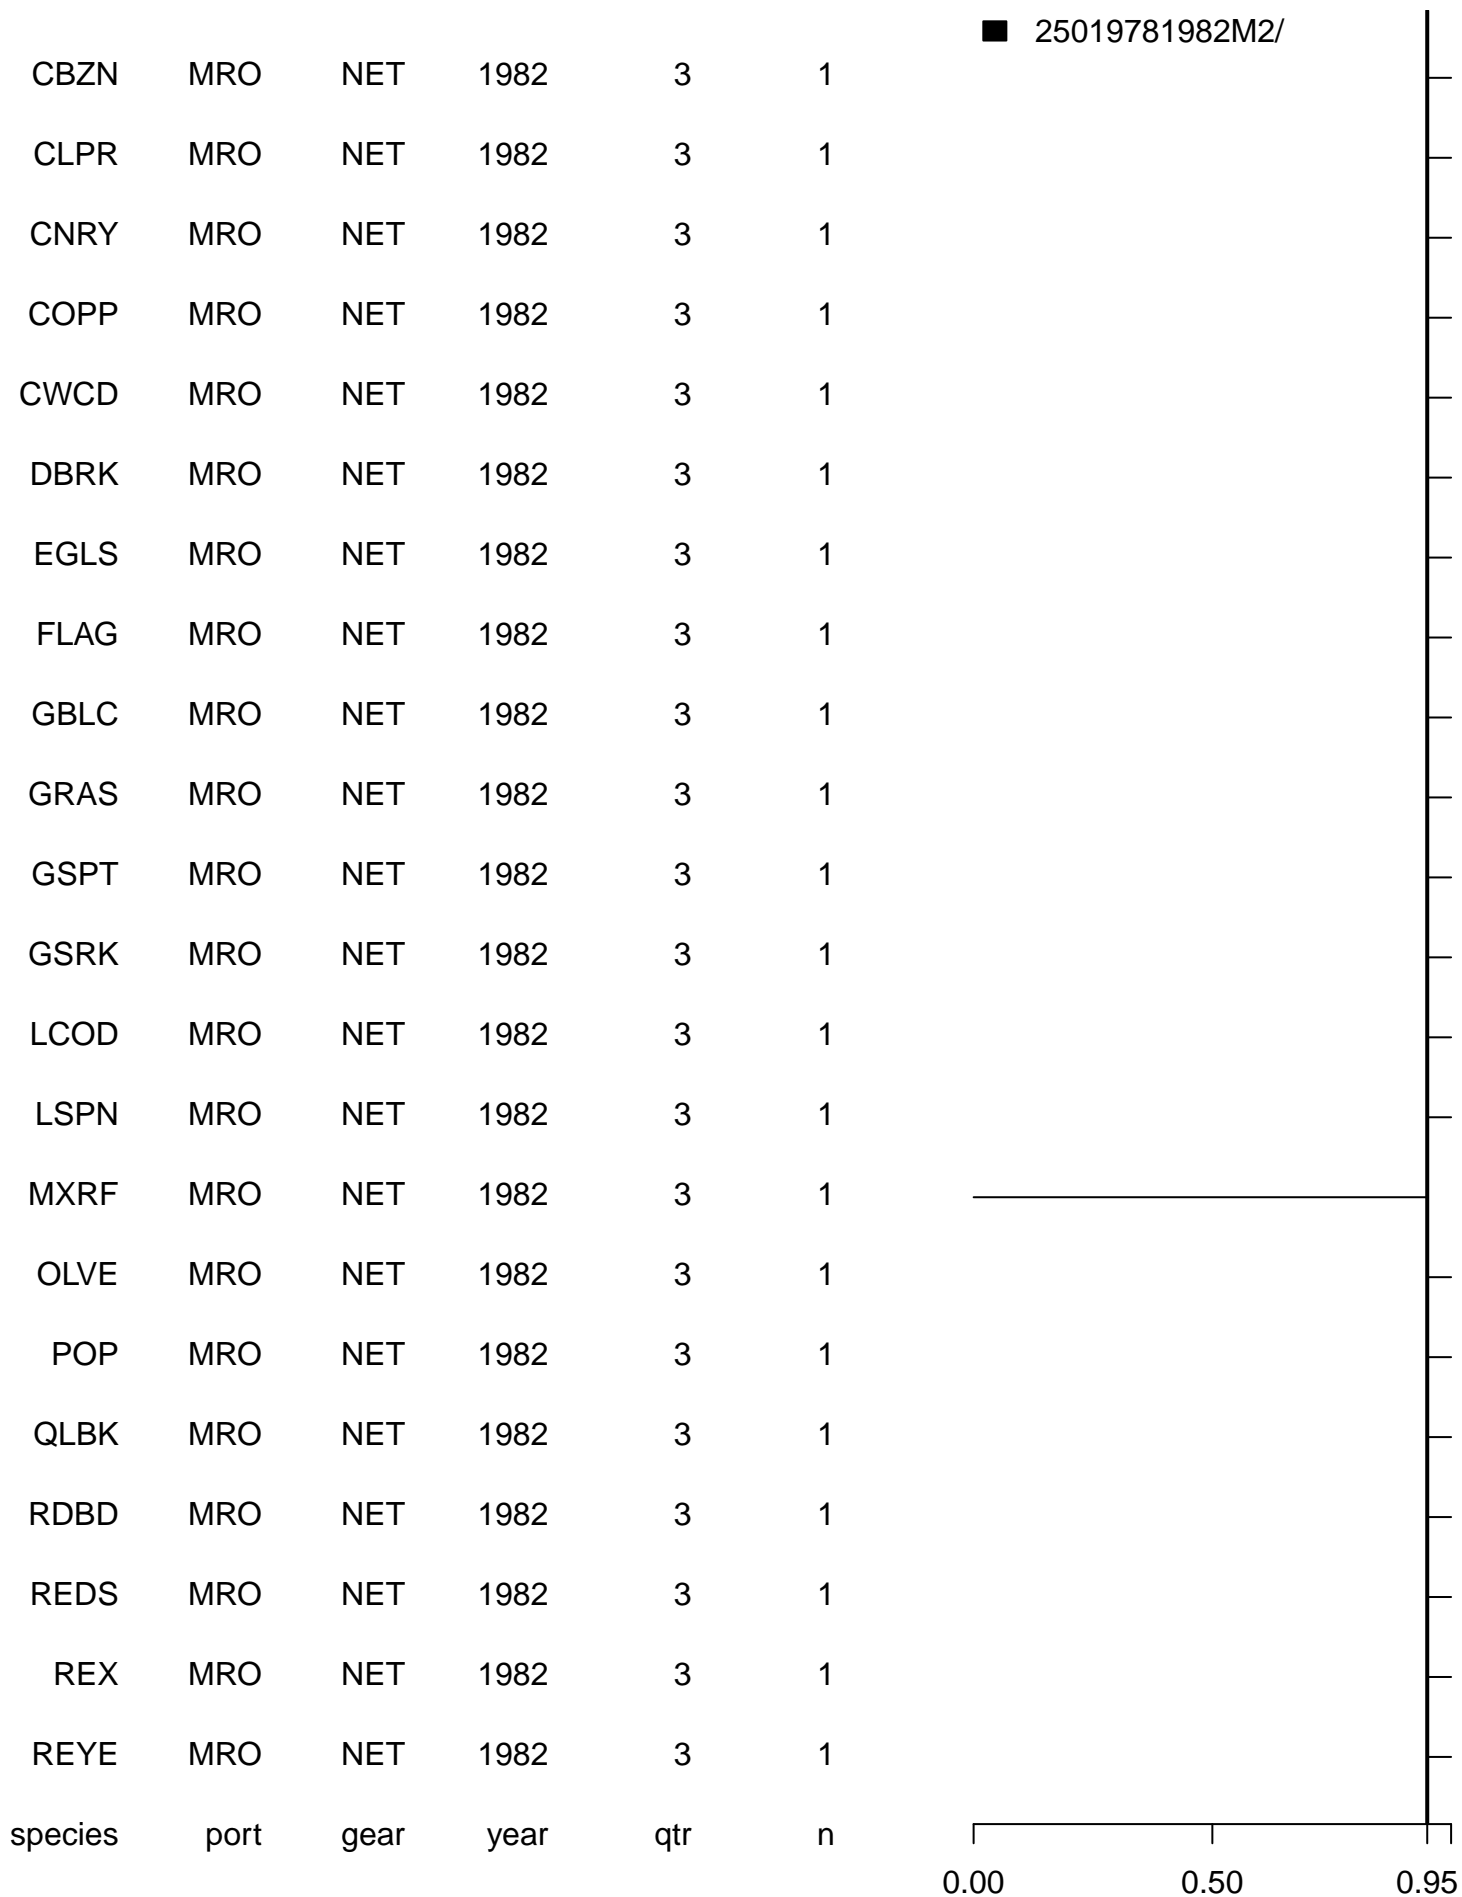 25019781982M2/
CBZN MRO NET 1982 3 1
CLPR MRO NET 1982 3 1
CNRY MRO NET 1982 3 1
COPP MRO NET 1982 3 1
CWCD MRO NET 1982 3 1
DBRK MRO NET 1982 3 1
EGLS MRO NET 1982 3 1
FLAG MRO NET 1982 3 1
GBLC MRO NET 1982 3 1
GRAS MRO NET 1982 3 1
GSPT MRO NET 1982 3 1
GSRK MRO NET 1982 3 1
LCOD MRO NET 1982 3 1
LSPN MRO NET 1982 3 1
MXRF MRO NET 1982 3 1
OLVE MRO NET 1982 3 1
POP MRO NET 1982 3 1
QLBK MRO NET 1982 3 1
RDBD MRO NET 1982 3 1
REDS MRO NET 1982 3 1
REX MRO NET 1982 3 1
REYE MRO NET 1982 3 1
species port gear year qtr n
0.00 0.50 0.95